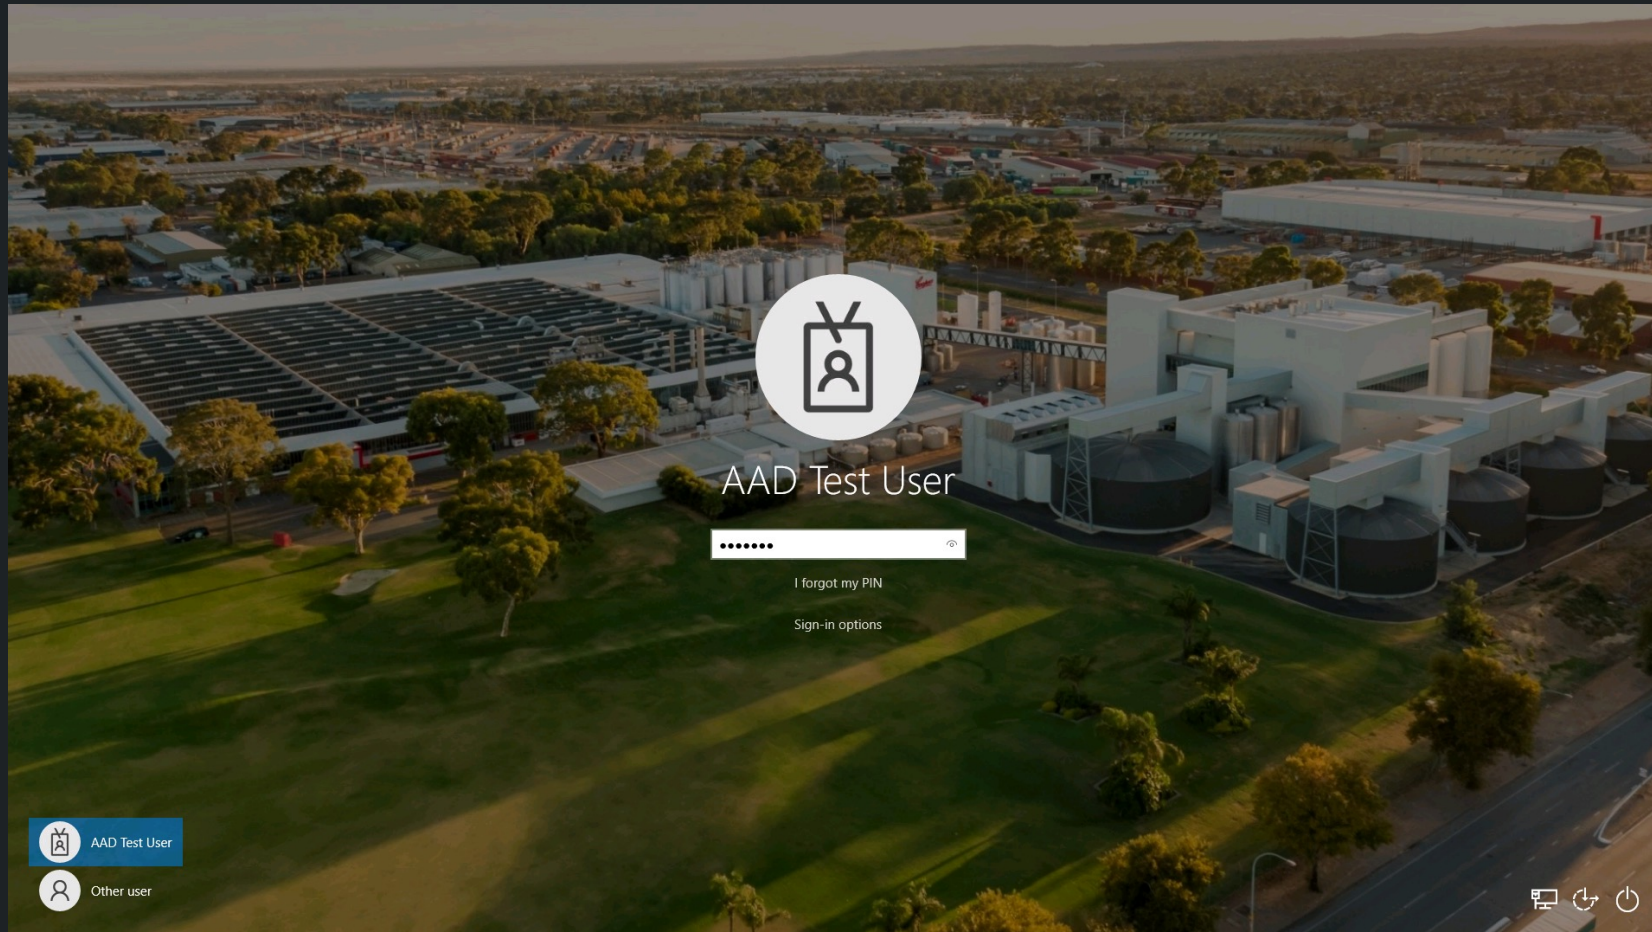 AAD Test User
I forgot my PIN
Sign-in options
AAD Test User
Other user